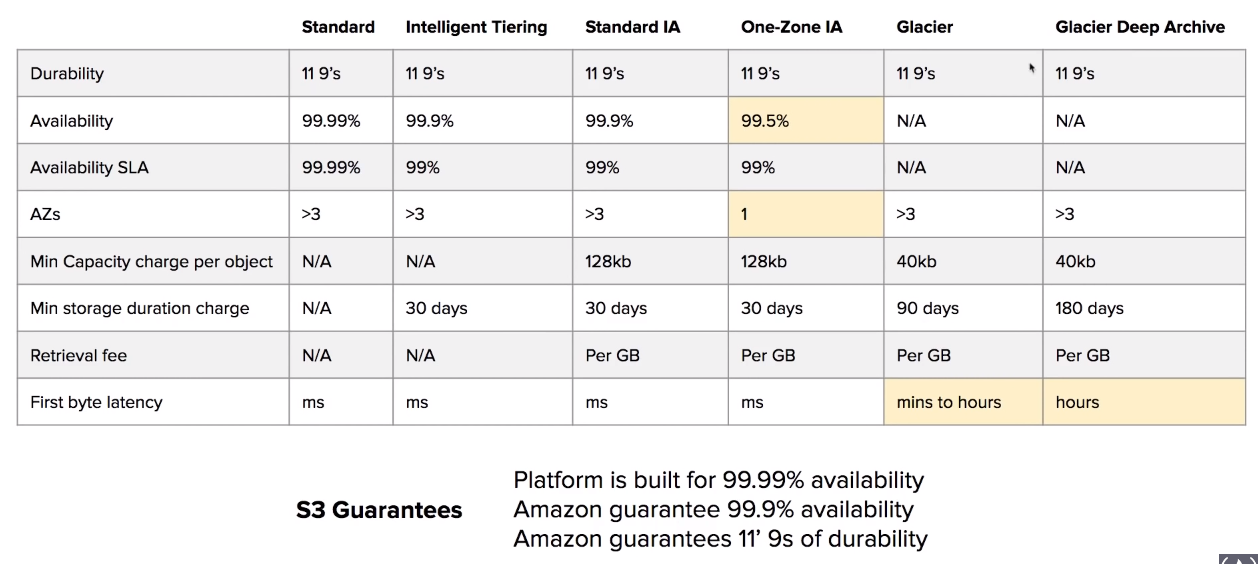 Standard Intelligent Tiering Standard IA One-Zone IA Glacier Glacier Deep Archive
Durability 11 9's 11 9's 11 9's 11 9's 11 9's 11 9's
Availability 99.99% 99.9% 99.9% 99.5% N/A N/A
Availability SLA 99.99% 99% 99% 99% N/A N/A
AZs >3 >3 >3 1 >3 >3
Min Capacity charge per object N/A N/A 128kb 128kb 40kb 40kb
Min storage duration charge N/A 30 days 30 days 30 days 90 days 180 days
Retrieval fee N/A N/A Per GB Per GB Per GB Per GB
First byte latency ms ms ms ms mins to hours hours
Platform is built for 99.99% availability
S3 Guarantees Amazon guarantee 99.9% availability
Amazon guarantees 11' 9s of durability